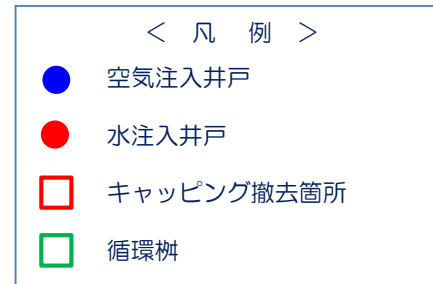 ＜ 凡 例 ＞
空気注入井戸
水注入井戸
キャッピング撤去箇所
循環桝